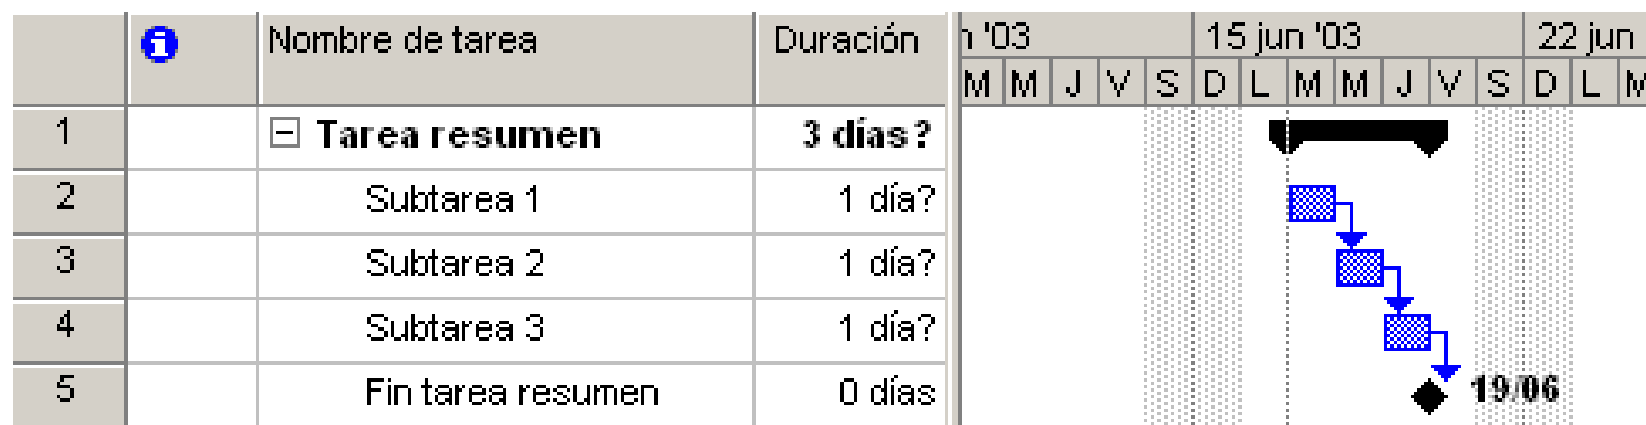 Nombre de tarea Duración ı '03 15 jun '03 22 jun
M M J V S D L M M J V S D L M
1 Tarea resumen 3 días?
2 Subtarea 1 1 día?
3 Subtarea 2 1 día?
4 Subtarea 3 1 día?
5 Fin tarea resumen 0 días 19/06